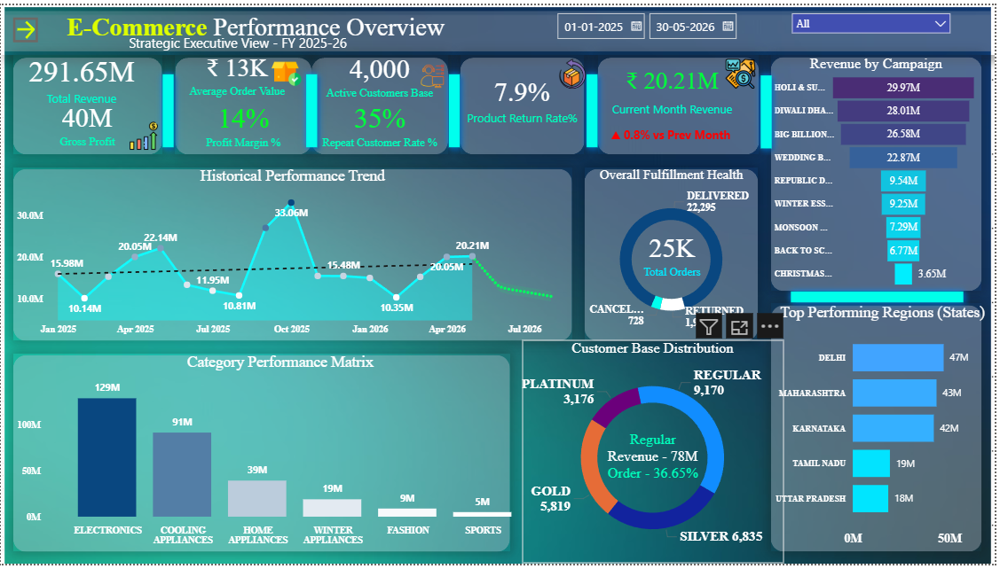 E-Commerce Performance Overview
Strategic Executive View - FY 2025-26
01-01-2025
30-05-2026
All
291.65M
Total Revenue
40M
Gross Profit
₹ 13K
Average Order Value
14%
Profit Margin %
4,000
Active Customers Base
35%
Repeat Customer Rate %
7.9%
Product Return Rate%
₹ 20.21M
Current Month Revenue
▲ 0.8% vs Prev Month
Revenue by Campaign
HOLI & SU... 29.97M
DIWALI DHA... 28.01M
BIG BILLION... 26.58M
WEDDING B... 22.87M
REPUBLIC D... 9.54M
WINTER ESS... 9.25M
MONSOON ... 7.29M
BACK TO SC... 6.77M
CHRISTMAS... 3.65M
Historical Performance Trend
30.0M
20.0M
10.0M
15.98M
10.14M
20.05M
22.14M
11.95M
10.81M
33.06M
15.48M
10.35M
20.05M
20.21M
Jan 2025 Apr 2025 Jul 2025 Oct 2025 Jan 2026 Apr 2026 Jul 2026
Overall Fulfillment Health
DELIVERED
22,295
25K
Total Orders
CANCEL...
728
RETURNED
Top Performing Regions (States)
DELHI 47M
MAHARASHTRA 43M
KARNATAKA 42M
TAMIL NADU 19M
UTTAR PRADESH 18M
0M 50M
Category Performance Matrix
100M
50M
0M
129M
91M
39M
19M
9M
5M
ELECTRONICS
COOLING
APPLIANCES
HOME
APPLIANCES
WINTER
APPLIANCES
FASHION
SPORTS
Customer Base Distribution
PLATINUM
3,176
REGULAR
9,170
Regular
Revenue - 78M
Order - 36.65%
GOLD
5,819
SILVER 6,835